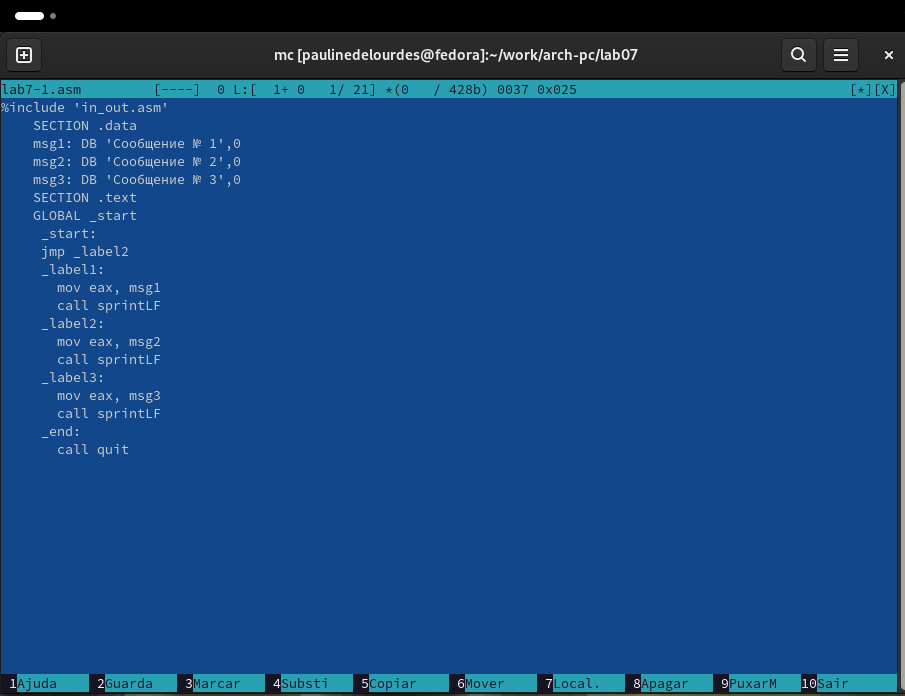 mc [paulinedelourdes@fedora]:~/work/arch-pc/lab07
lab7-1.asm         [----]  0 L:[  1+ 0   1/ 21] *(0   / 428b) 0037 0x025                                  [*][X]
%include 'in_out.asm'
    SECTION .data
    msg1: DB 'Сообщение № 1',0
    msg2: DB 'Сообщение № 2',0
    msg3: DB 'Сообщение № 3',0
    SECTION .text
    GLOBAL _start
     _start:
     jmp _label2
     _label1:
       mov eax, msg1
       call sprintLF
     _label2:
       mov eax, msg2
       call sprintLF
     _label3:
       mov eax, msg3
       call sprintLF
     _end:
       call quit
1Ajuda 2Guarda 3Marcar 4Substi 5Copiar 6Mover 7Local. 8Apagar 9PuxarM 10Sair